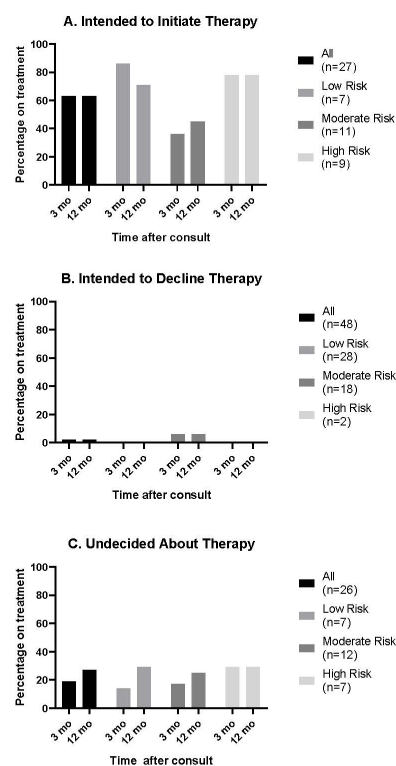 A. Intended to Initiate Therapy
Percentage on treatment
100
80
60
40
20
0
3 mo
12 mo
3 mo
12 mo
3 mo
12 mo
3 mo
12 mo
Time after consult
All
(n=27)
Low Risk
(n=7)
Moderate Risk
(n=11)
High Risk
(n=9)
B. Intended to Decline Therapy
Percentage on treatment
100
80
60
40
20
0
3 mo
12 mo
3 mo
12 mo
3 mo
12 mo
3 mo
12 mo
Time after consult
All
(n=48)
Low Risk
(n=28)
Moderate Risk
(n=18)
High Risk
(n=2)
C. Undecided About Therapy
Percentage on treatment
100
80
60
40
20
0
3 mo
12 mo
3 mo
12 mo
3 mo
12 mo
3 mo
12 mo
Time after consult
All
(n=26)
Low Risk
(n=7)
Moderate Risk
(n=12)
High Risk
(n=7)